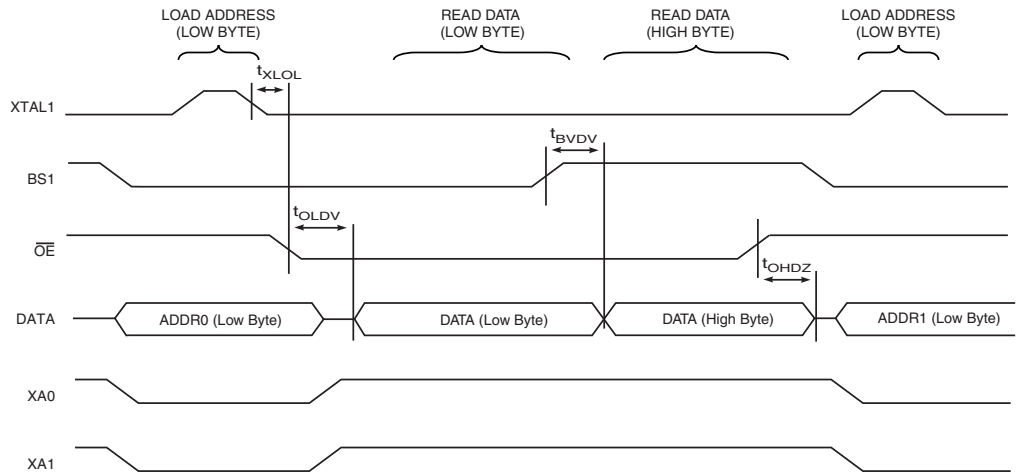 LOAD ADDRESS
(LOW BYTE)
READ DATA
(LOW BYTE)
READ DATA
(HIGH BYTE)
LOAD ADDRESS
(LOW BYTE)
tXLOL
XTAL1
tBVDV
BS1
tOLDV
OE
tOHDZ
DATA
ADDR0 (Low Byte)
DATA (Low Byte)
DATA (High Byte)
ADDR1 (Low Byte)
XA0
XA1